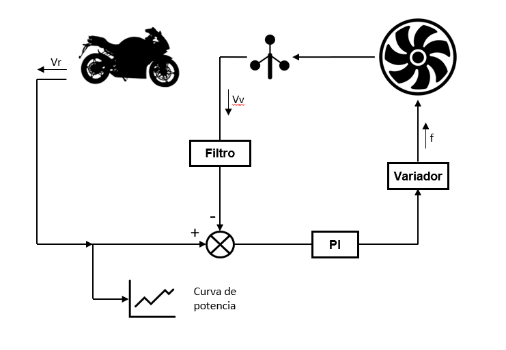 Vr
Vv
f
Filtro
Variador
-
+
PI
Curva de
potencia